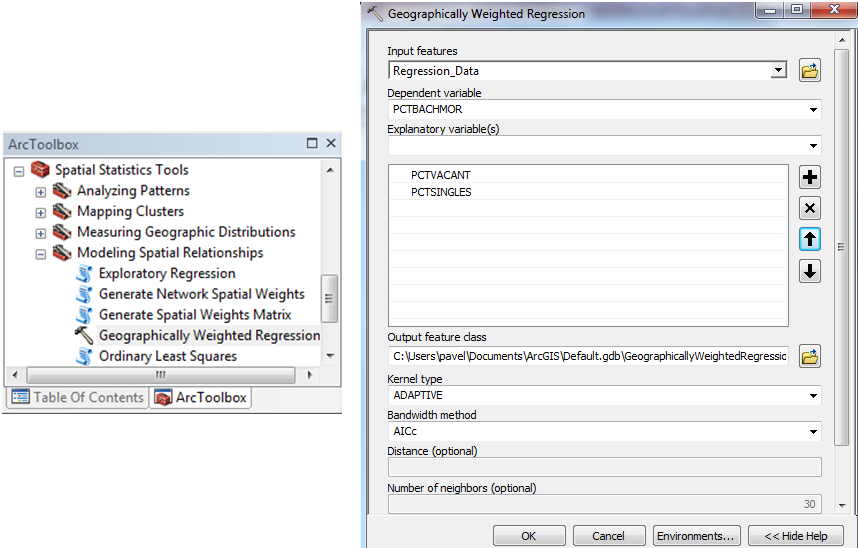 ArcToolbox
Spatial Statistics Tools
Analyzing Patterns
Mapping Clusters
Measuring Geographic Distributions
Modeling Spatial Relationships
Exploratory Regression
Generate Network Spatial Weights
Generate Spatial Weights Matrix
Geographically Weighted Regression
Ordinary Least Squares
Table Of Contents
ArcToolbox
Geographically Weighted Regression
Input features
Regression_Data
Dependent variable
PCTBACHMOR
Explanatory variable(s)
PCTVACANT
PCTSINGLES
Output feature class
C:\Users\pavel\Documents\ArcGIS\Default.gdb\GeographicallyWeightedRegressio
Kernel type
ADAPTIVE
Bandwidth method
AICc
Distance (optional)
Number of neighbors (optional)
30
OK
Cancel
Environments...
<< Hide Help